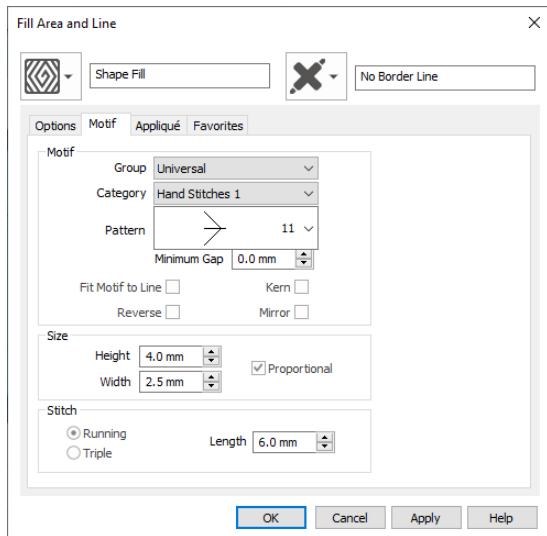 Fill Area and Line
Shape Fill
No Border Line
Options Motif Appliqué Favorites
Motif
Group Universal
Category Hand Stitches 1
Pattern 11
Minimum Gap 0.0 mm
Fit Motif to Line Kern
Reverse Mirror
Size
Height 4.0 mm
Proportional
Width 2.5 mm
Stitch
Running
Length 6.0 mm
Triple
OK Cancel Apply Help